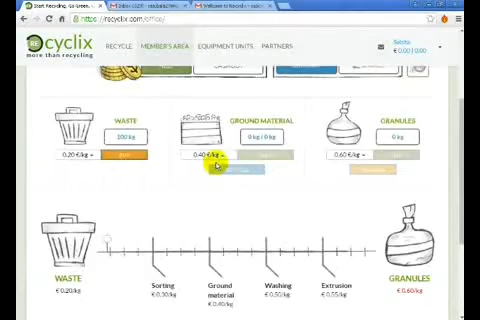 Start Recycling, Go Green,
https://recyclix.com/office/
RE cyclix
more than recycling
RECYCLE
MEMBER'S AREA
EQUIPMENT UNITS
PARTNERS
€ 0.00 | 0.00
WASTE
100 kg
0.20 €/kg
GROUND MATERIAL
0 kg / 0 kg
0.40 €/kg
GRANULES
0 kg
0.60 €/kg
WASTE
€ 0.20/kg
Sorting
€ 0.30/kg
Ground
material
€ 0.40/kg
Washing
€ 0.50/kg
Extrusion
€ 0.55/kg
GRANULES
€ 0.60/kg